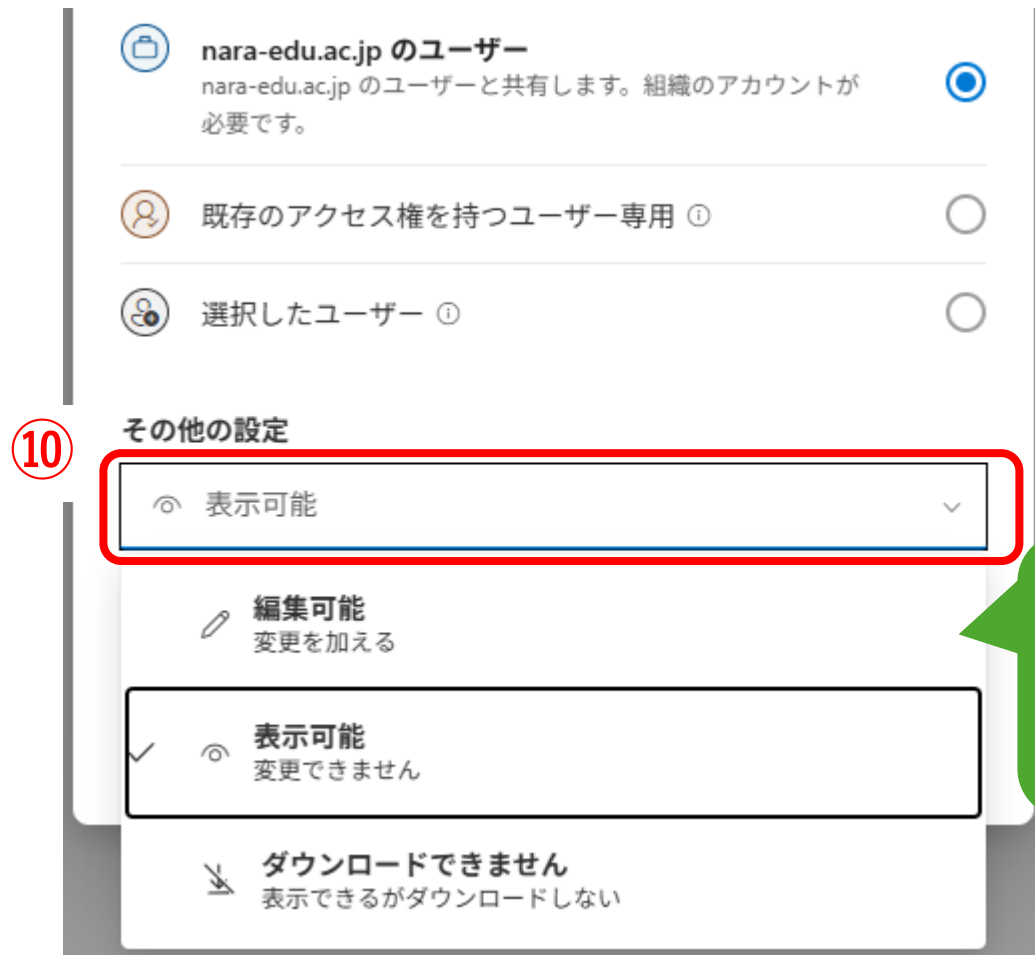 nara-edu.ac.jp のユーザー
nara-edu.ac.jp のユーザーと共有します。組織のアカウントが
必要です。
既存のアクセス権を持つユーザー専用
選択したユーザー
その他の設定
⑩
表示可能
編集可能
変更を加える
表示可能
変更できません
ダウンロードできません
表示できるがダウンロードしない